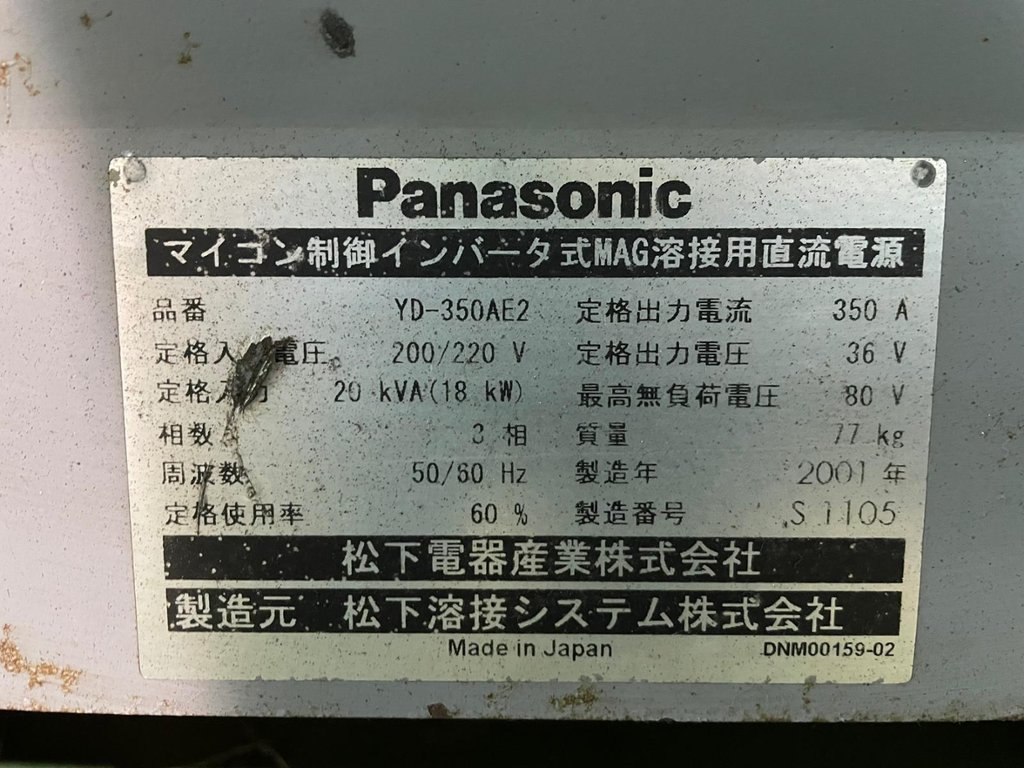 Panasonic
マイコン制御インバータ式MAG溶接用直流電源
品番 YD-350AE2 定格出力電流 350 A
定格入力電圧 200/220 V 定格出力電圧 36 V
定格入力 20 kVA(18 kW) 最高無負荷電圧 80 V
相数 3 相 質量 77 kg
周波数 50/60 Hz 製造年 2001 年
定格使用率 60 % 製造番号 S 1105
松下電器産業株式会社
製造元 松下溶接システム株式会社
Made in Japan DNM00159-02